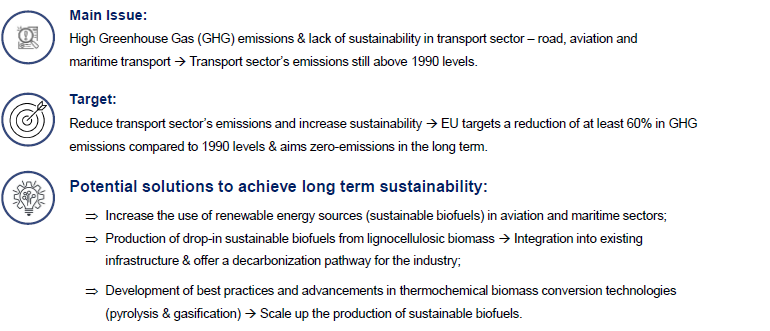 Main Issue:
High Greenhouse Gas (GHG) emissions & lack of sustainability in transport sector – road, aviation and
maritime transport → Transport sector's emissions still above 1990 levels.
Target:
Reduce transport sector's emissions and increase sustainability → EU targets a reduction of at least 60% in GHG
emissions compared to 1990 levels & aims zero-emissions in the long term.
Potential solutions to achieve long term sustainability:
⇒ Increase the use of renewable energy sources (sustainable biofuels) in aviation and maritime sectors;
⇒ Production of drop-in sustainable biofuels from lignocellulosic biomass → Integration into existing
infrastructure & offer a decarbonization pathway for the industry;
⇒ Development of best practices and advancements in thermochemical biomass conversion technologies
(pyrolysis & gasification) → Scale up the production of sustainable biofuels.